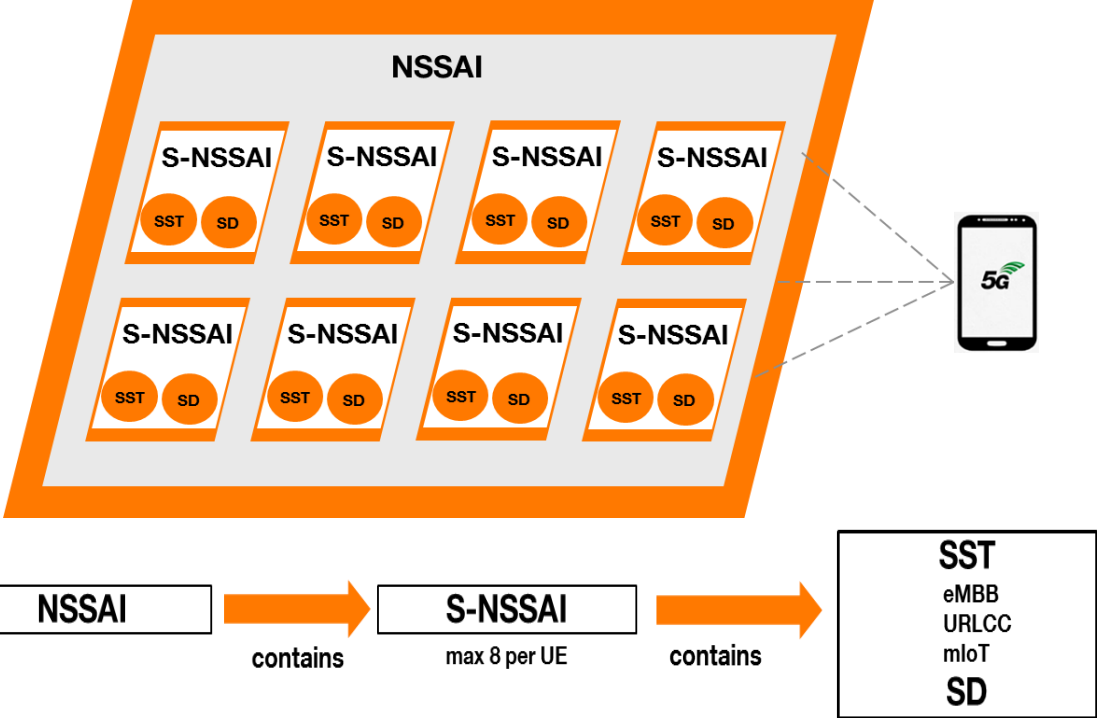 NSSAI
S-NSSAI S-NSSAI S-NSSAI S-NSSAI
SST SD SST SD SST SD SST SD
5G
S-NSSAI S-NSSAI S-NSSAI S-NSSAI
SST SD SST SD SST SD SST SD
NSSAI
contains
S-NSSAI
max 8 per UE
contains
SST
eMBB
URLCC
mIoT
SD